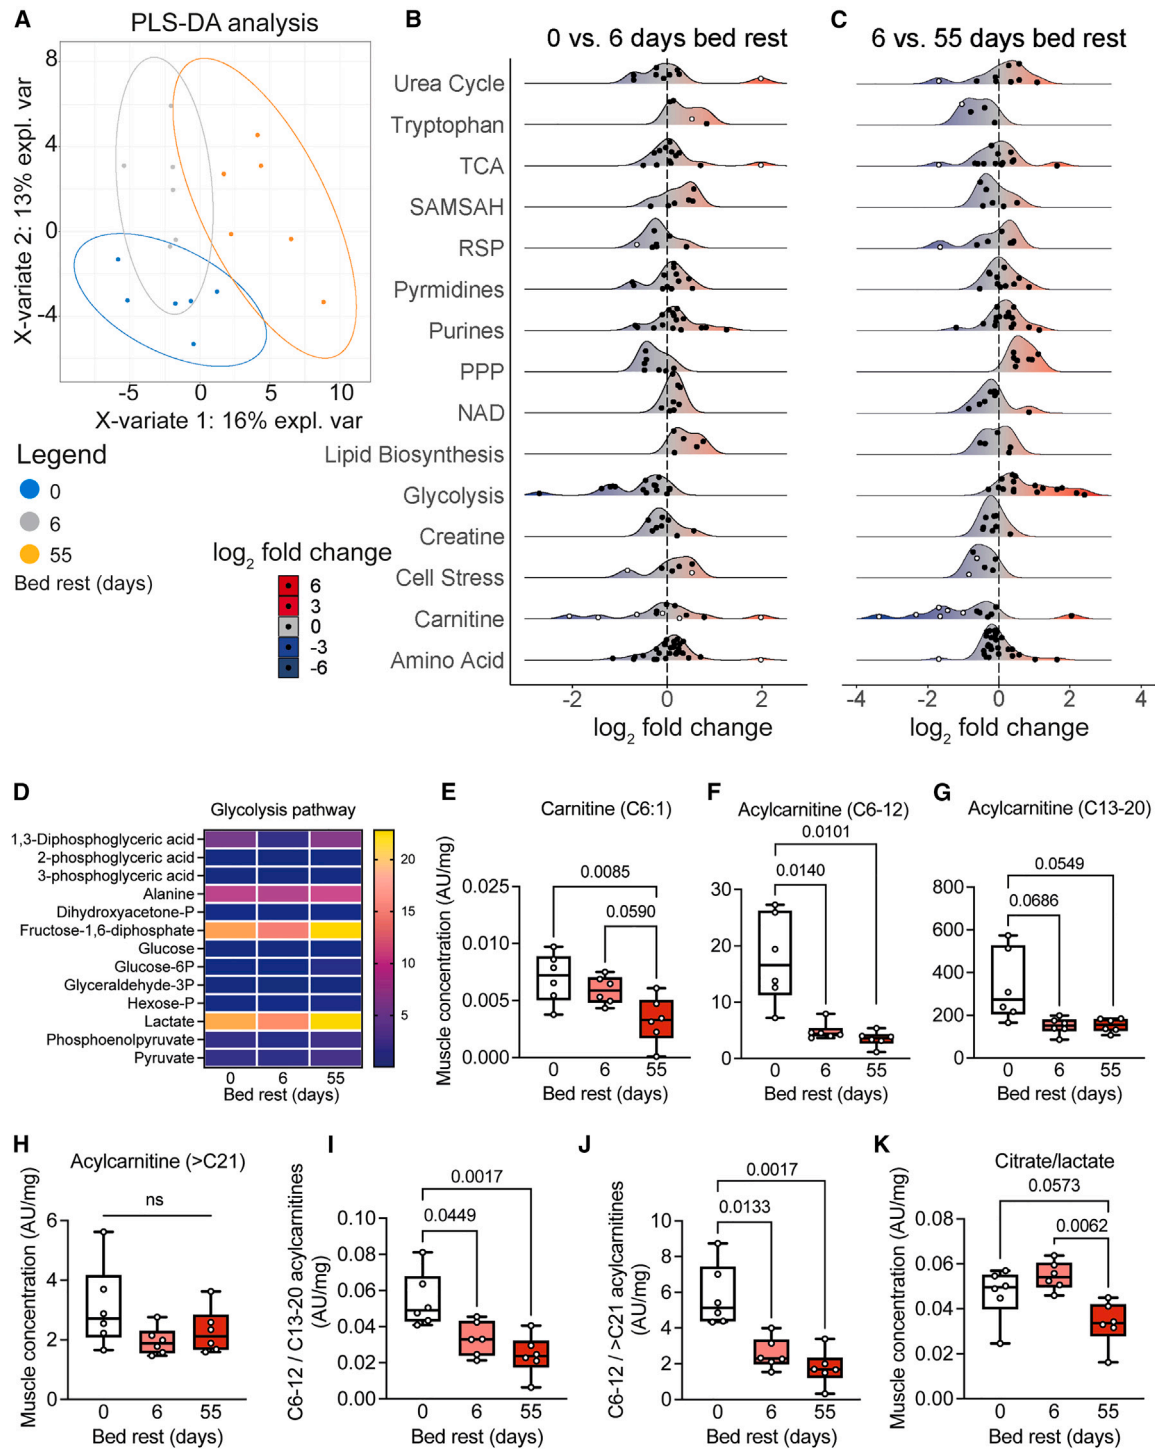 A
PLS-DA analysis
X-variate 2: 13% expl. var
8
4
0
-4
-5
0
5
10
X-variate 1: 16% expl. var
Legend
0
6
55
Bed rest (days)
log2 fold change
6
3
0
-3
-6
B
0 vs. 6 days bed rest
Urea Cycle
Tryptophan
TCA
SAMSAH
RSP
Pyrmidines
Purines
PPP
NAD
Lipid Biosynthesis
Glycolysis
Creatine
Cell Stress
Carnitine
Amino Acid
-2
0
2
log2 fold change
C
6 vs. 55 days bed rest
-4
-2
0
2
4
log2 fold change
D
Glycolysis pathway
1,3-Diphosphoglyceric acid
2-phosphoglyceric acid
3-phosphoglyceric acid
Alanine
Dihydroxyacetone-P
Fructose-1,6-diphosphate
Glucose
Glucose-6P
Glyceraldehyde-3P
Hexose-P
Lactate
Phosphoenolpyruvate
Pyruvate
0
6
55
Bed rest (days)
20
15
10
5
E
Carnitine (C6:1)
Muscle concentration (AU/mg)
0.025
0.010
0.005
0.000
0.0085
0.0590
0
6
55
Bed rest (days)
F
Acylcarnitine (C6-12)
0.0101
0.0140
30
20
10
0
0
6
55
Bed rest (days)
G
Acylcarnitine (C13-20)
0.0549
0.0686
800
600
400
200
0
0
6
55
Bed rest (days)
H
Acylcarnitine (>C21)
Muscle concentration (AU/mg)
ns
6
4
2
0
0
6
55
Bed rest (days)
I
C6-12 / C13-20 acylcarnitines
(AU/mg)
0.0017
0.0449
0.10
0.08
0.06
0.04
0.02
0.00
0
6
55
Bed rest (days)
J
C6-12 / >C21 acylcarnitines
(AU/mg)
0.0017
0.0133
10
8
6
4
2
0
0
6
55
Bed rest (days)
K
Citrate/lactate
Muscle concentration (AU/mg)
0.0573
0.0062
0.08
0.06
0.04
0.02
0.00
0
6
55
Bed rest (days)